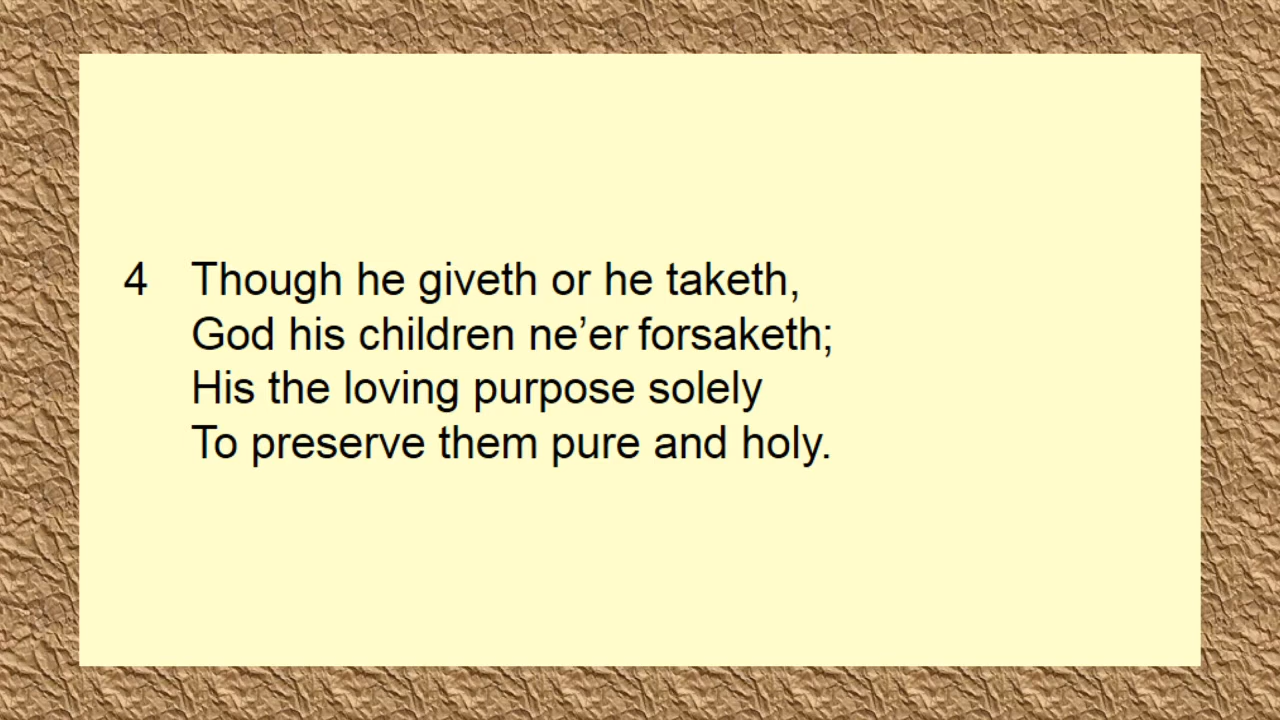 4 Though he giveth or he taketh,
God his children ne’er forsaketh;
His the loving purpose solely
To preserve them pure and holy.